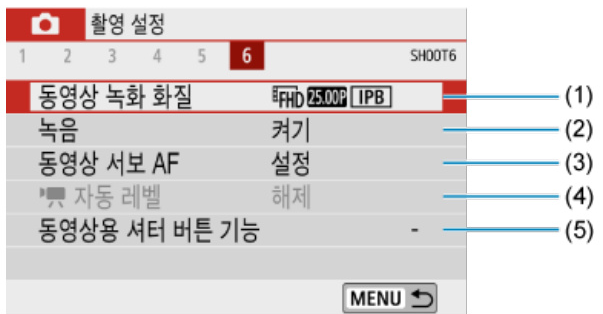 촬영 설정
1 2 3 4 5 6 SHOOT6
동영상 녹화 화질 FHD 25.00P IPB (1)
녹음 켜기 (2)
동영상 서보 AF 설정 (3)
자동 레벨 해제 (4)
동영상용 셔터 버튼 기능 - (5)
MENU